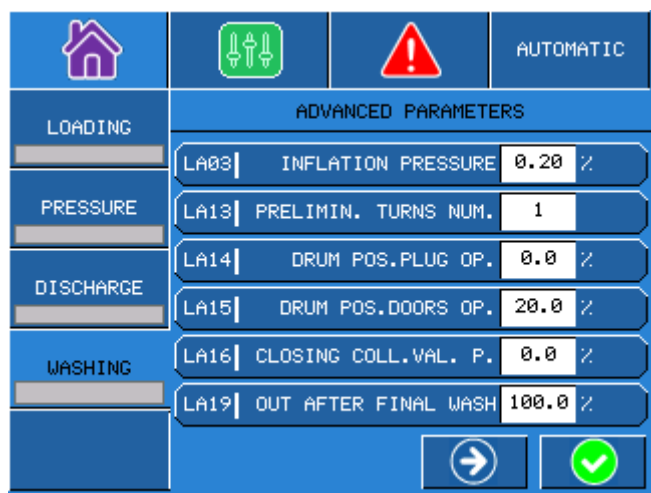 AUTOMATIC
LOADING
ADVANCED PARAMETERS
LA03 INFLATION PRESSURE 0.20 %
PRESSURE
LA13 PRELIMIN. TURNS NUM. 1
LA14 DRUM POS.PLUG OP. 0.0 %
DISCHARGE
LA15 DRUM POS.DOORS OP. 20.0 %
WASHING
LA16 CLOSING COLL.VAL. P. 0.0 %
LA19 OUT AFTER FINAL WASH 100.0 %